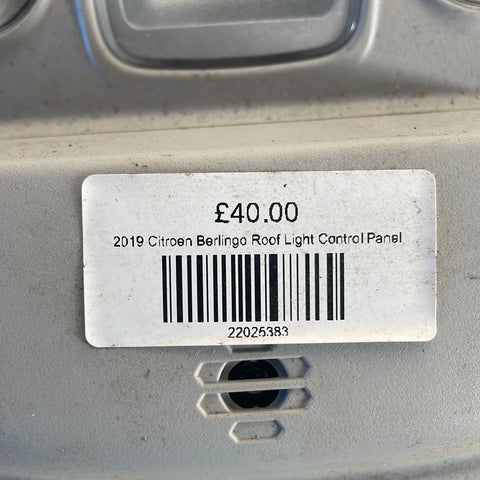 £40.00
2019 Citroen Berlingo Roof Light Control Panel
22025383